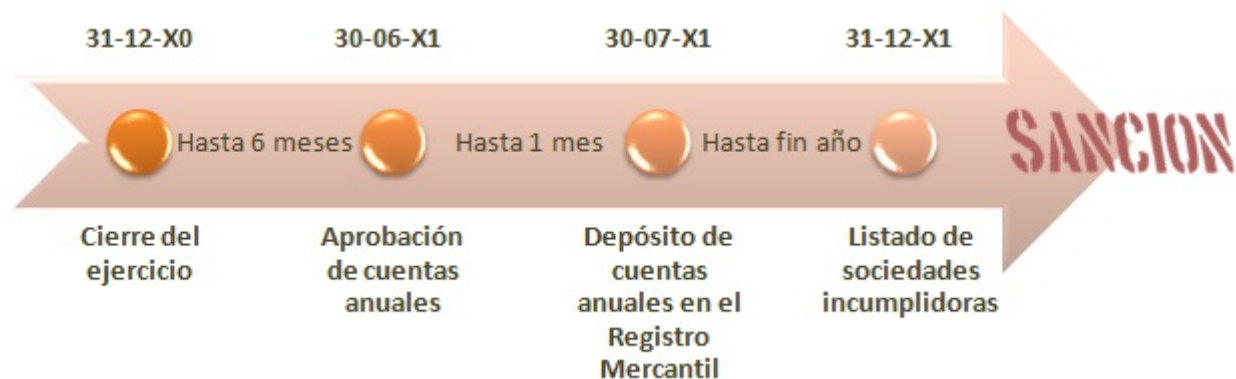 31-12-X0
30-06-X1
30-07-X1
31-12-X1
Hasta 6 meses
Hasta 1 mes
Hasta fin año
SANCION
Cierre del
ejercicio
Aprobación
de cuentas
anuales
Depósito de
cuentas
anuales en el
Registro
Mercantil
Listado de
sociedades
incumplidoras